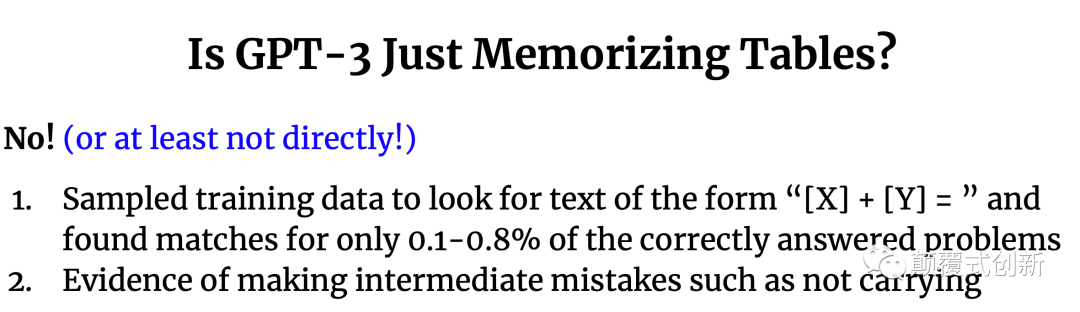 Is GPT-3 Just Memorizing Tables?
No! (or at least not directly!)
1. Sampled training data to look for text of the form “[X] + [Y] = ” and
found matches for only 0.1-0.8% of the correctly answered problems
2. Evidence of making intermediate mistakes such as not carrying
颠覆式创新